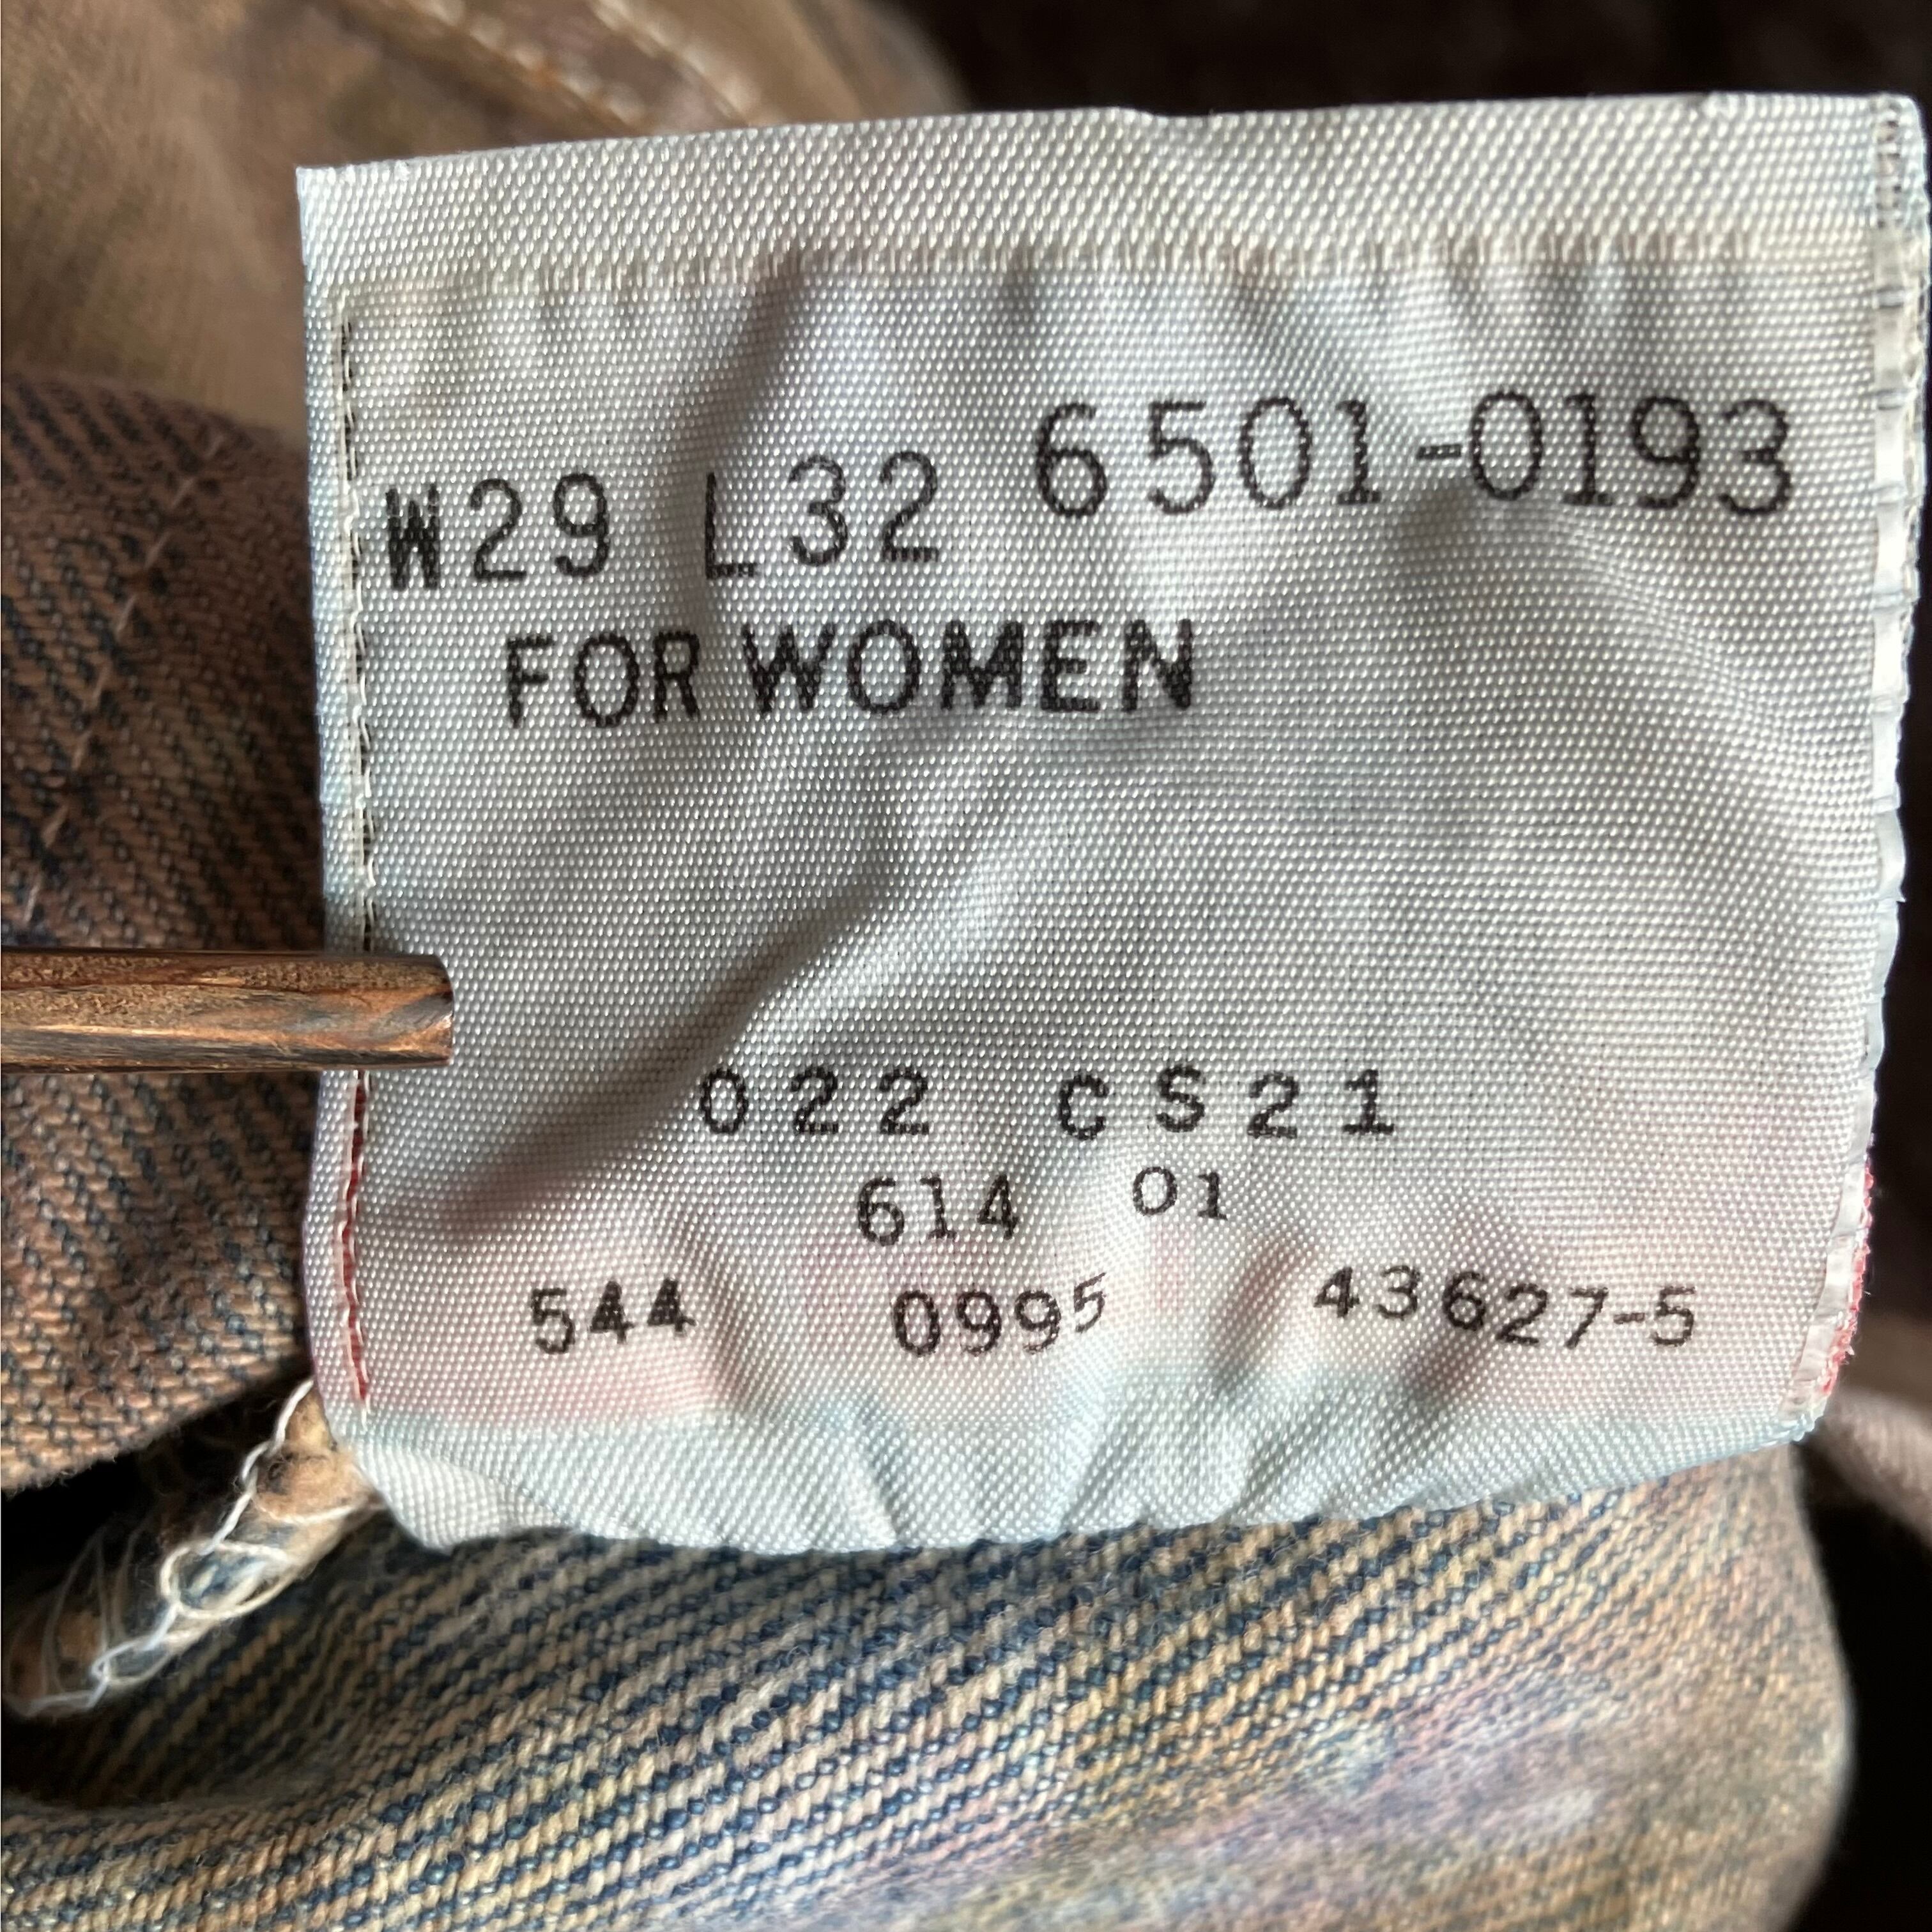 W29 L32 6501-0193
FOR WOMEN
022 CS21
614 01
544 0995 43627-5